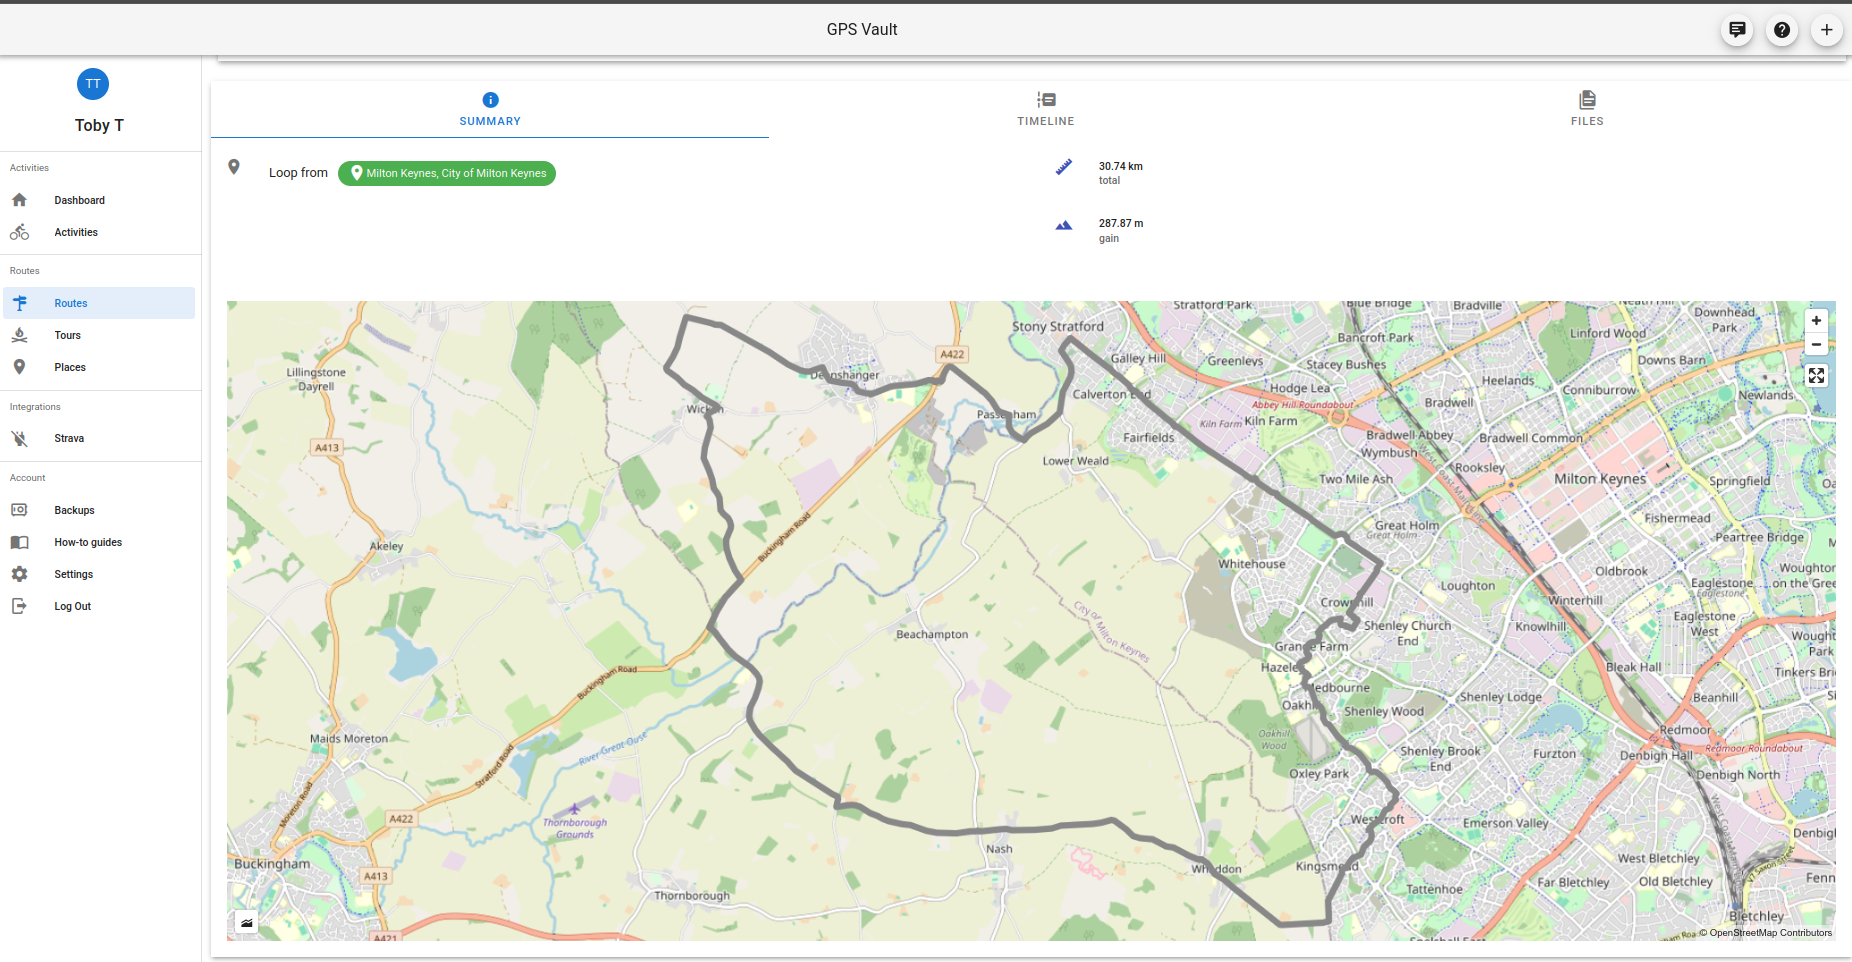 GPS Vault
TT
Toby T
Activities
Dashboard
Activities
Routes
Routes
Tours
Places
Integrations
Strava
Account
Backups
How-to guides
Settings
Log Out
SUMMARY
TIMELINE
FILES
Loop from
Milton Keynes, City of Milton Keynes
30.74 km
total
287.87 m
gain
Stratford Park
Blue Bridge
Bradville
Neath Hill
Downhead
Park
Stony Stratford
Linford Wood
Bancroft Park
Galley Hill
Greenleys
Stacey Bushes
Downs Barn
A422
Lillingstone
Dayrell
Deanshanger
Heelands
Hodge Lea
Conniburrow
Newlands
Calverton End
Abbey Hill Roundabout
Bradwell
Wicken
Passenham
Kiln Farm
Kiln Farm
Fairfields
Bradwell Abbey
Bradwell Common
A413
Wymbush
Lower Weald
Rooksley
Two Mile Ash
Milton Keynes
Springfield
Buckingham Road
Great Holm
Great Holm
Fishermead
Peartree Bridge
Akeley
Whitehouse
Oldbrook
Woughton
on the Gree
Loughton
Eaglestone
Eaglestone
Winterhill
Crownhill
City of Milton Keynes
Beachampton
Shenley Church
End
Knowlhill
Eaglestone
West
Grange Farm
Wought
Park
Hazele
Bleak Hall
Buckingham Road
Tinkers Bri
Medbourne
Shenley Lodge
Beanhill
Oakhill
Shenley Wood
Maids Moreton
River Great Ouse
Oakhill
Wood
Redmoor
Redmoor Roundabout
Shenley Brook
End
Furzton
Denbigh Hall
Stratford Road
Oxley Park
Denbigh North
Moreton Road
A422
Thornborough
Grounds
Westcroft
Emerson Valley
West Coast Main
Denbigh
Buckingham
Nash
Whaddon
Kingsmead
West Bletchley
A413
Thornborough
Tattenhoe
Far Bletchley
Old Bletchley
Fenn
Bletchley
A421
© OpenStreetMap Contributors